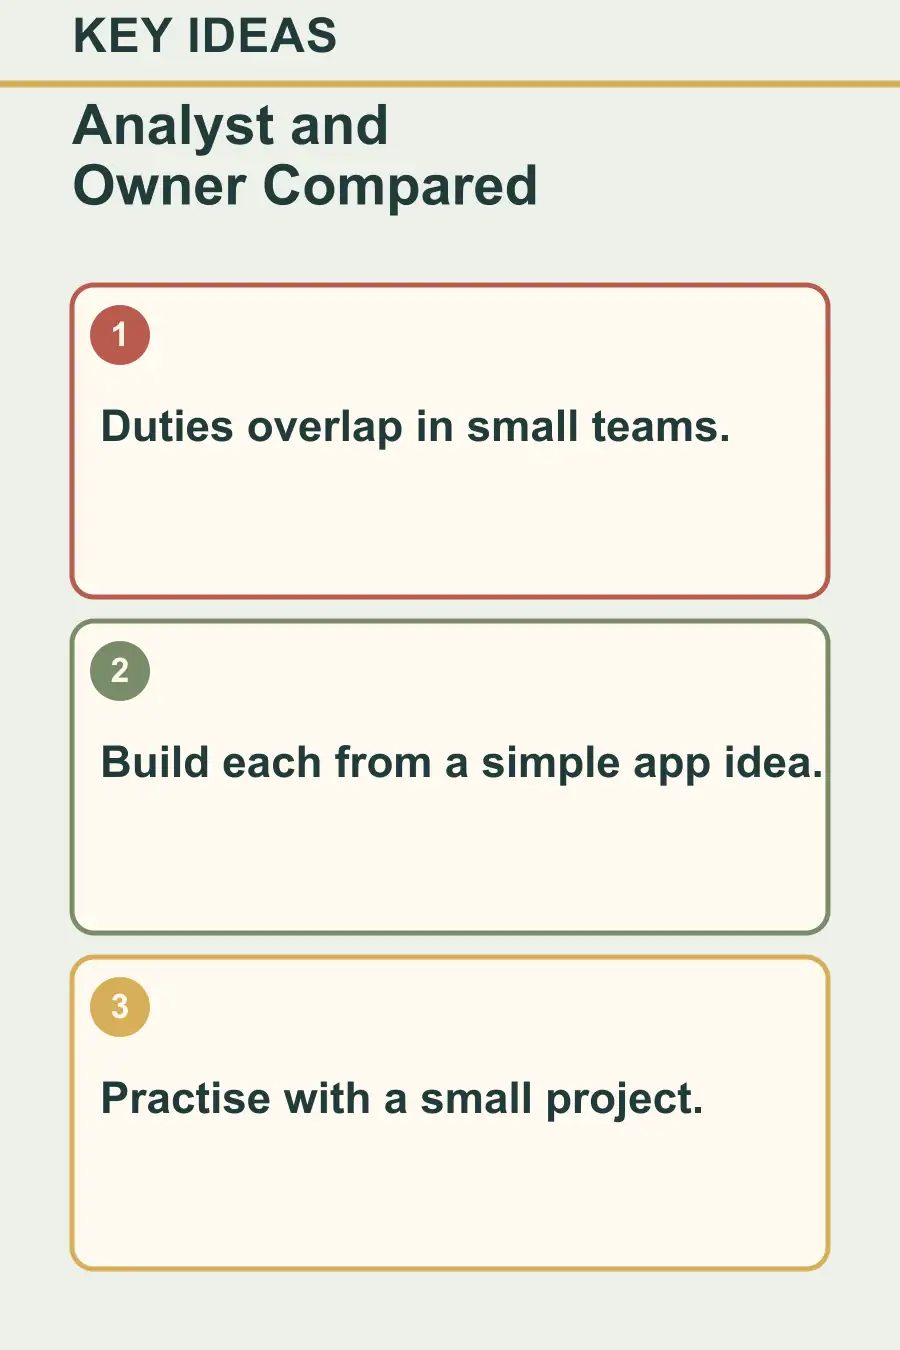 KEY IDEAS
Analyst and
Owner Compared
1
Duties overlap in small teams.
2
Build each from a simple app idea.
3
Practise with a small project.